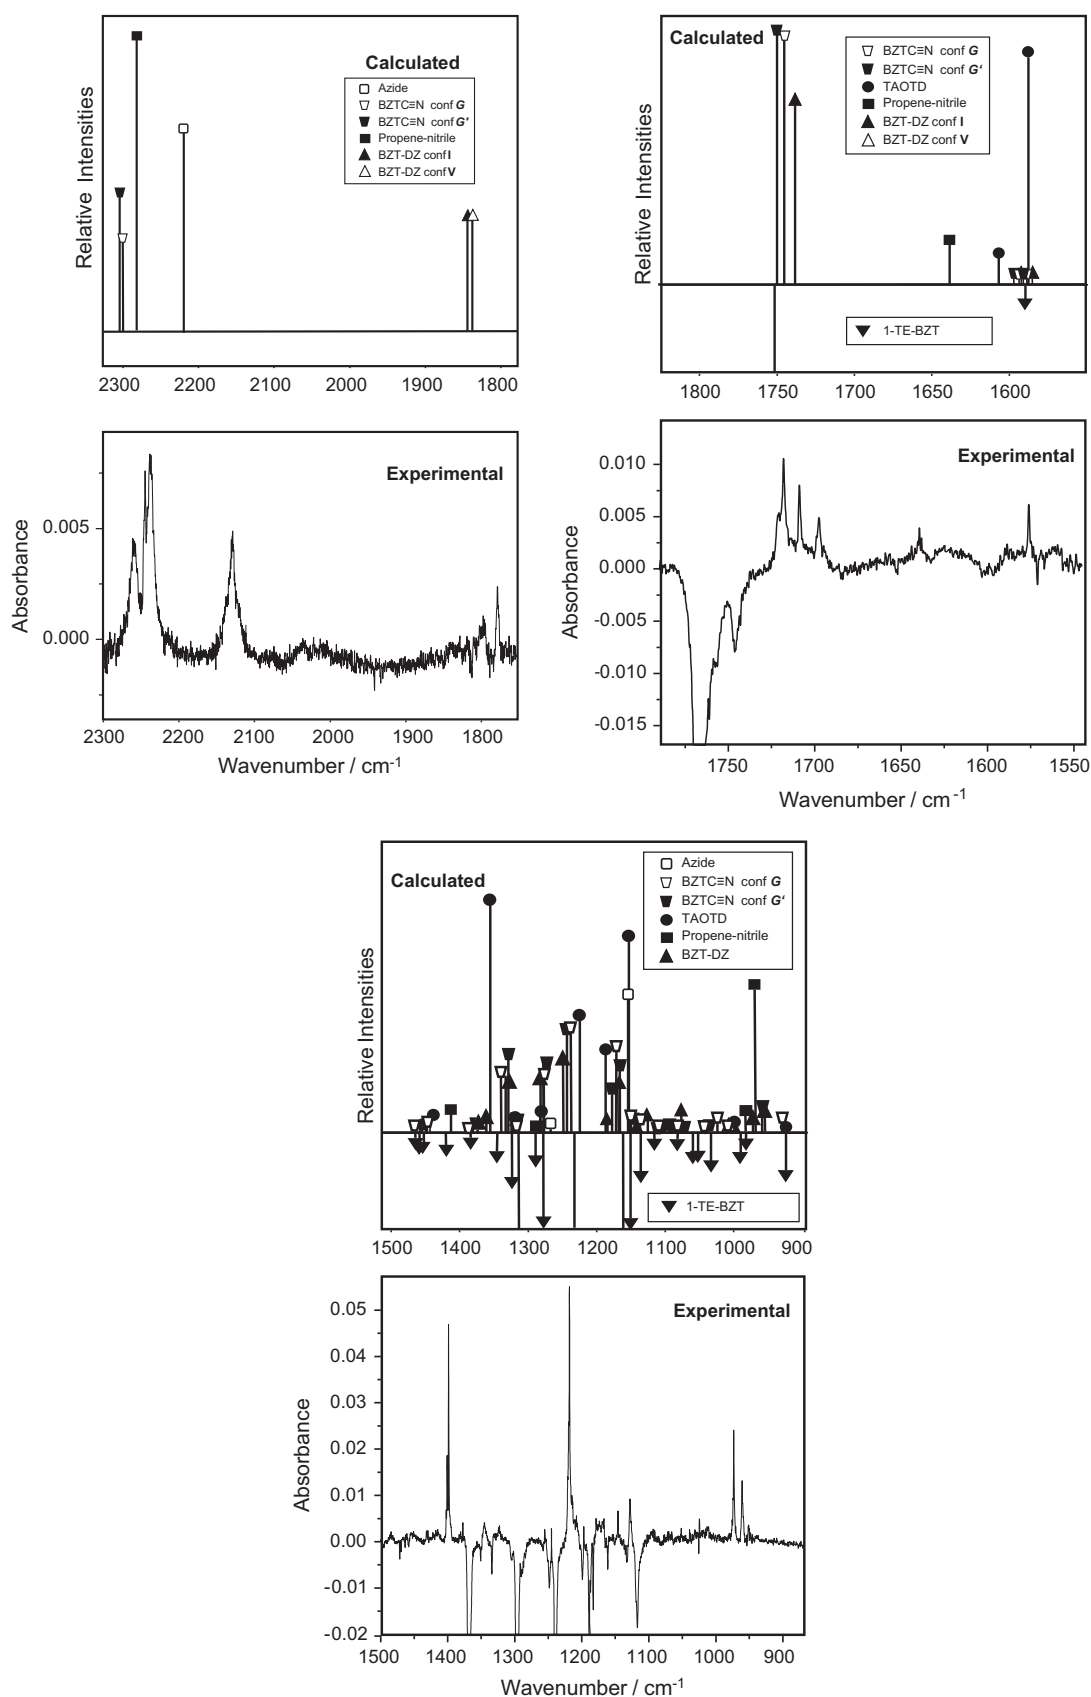 Calculated
Azide
BZTC≡N conf G
BZTC≡N conf G'
Propene-nitrile
BZT-DZ conf I
BZT-DZ conf V
Relative Intensities
2300 2200 2100 2000 1900 1800
Experimental
0.005
0.000
Absorbance
2300 2200 2100 2000 1900 1800
Wavenumber / cm-1
Calculated
BZTC≡N conf G
BZTC≡N conf G'
TAOTD
Propene-nitrile
BZT-DZ conf I
BZT-DZ conf V
Relative Intensities
1-TE-BZT
1800 1750 1700 1650 1600
Experimental
0.010
0.005
0.000
-0.005
-0.010
-0.015
Absorbance
1750 1700 1650 1600 1550
Wavenumber / cm-1
Calculated
Azide
BZTC≡N conf G
BZTC≡N conf G'
TAOTD
Propene-nitrile
BZT-DZ
Relative Intensities
1-TE-BZT
1500 1400 1300 1200 1100 1000 900
Experimental
0.05
0.04
0.03
0.02
0.01
0.00
-0.01
-0.02
Absorbance
1500 1400 1300 1200 1100 1000 900
Wavenumber / cm-1